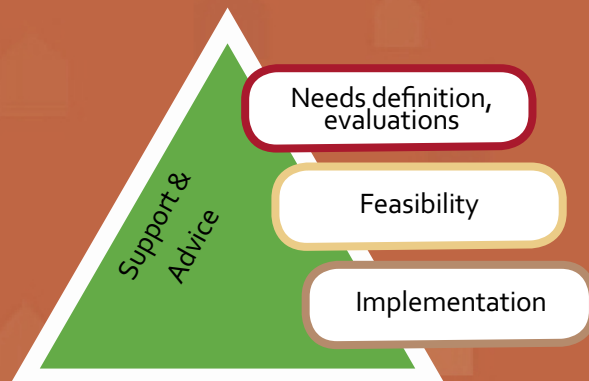 Support &
Advice
Needs definition,
evaluations
Feasibility
Implementation